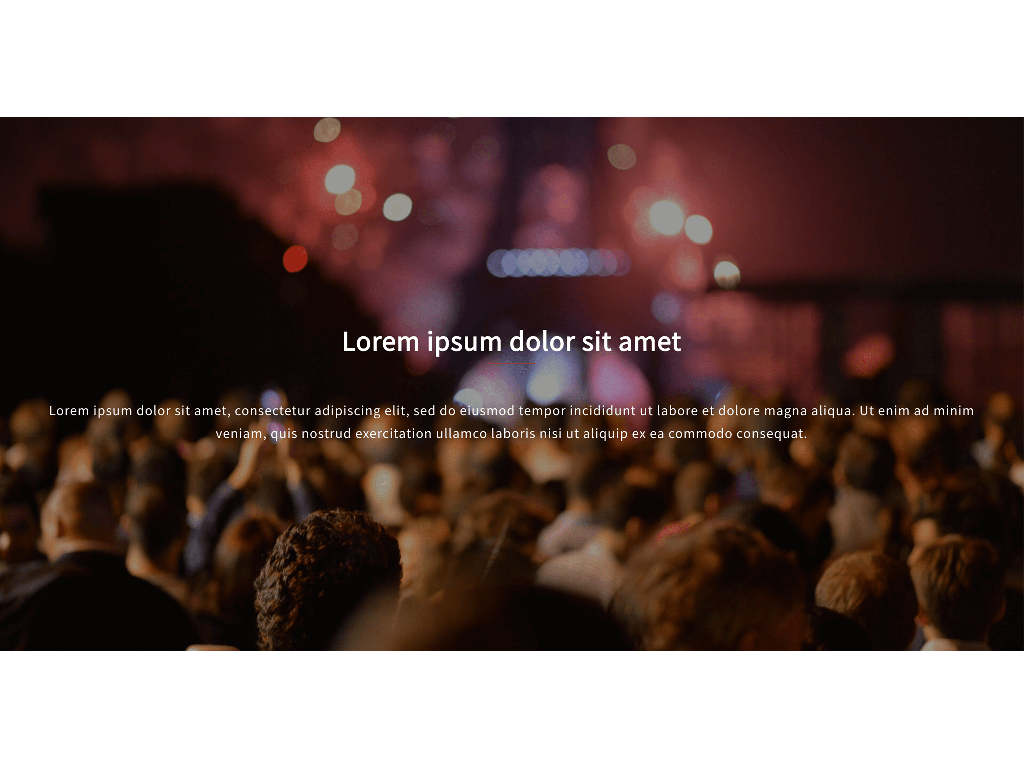 Lorem ipsum dolor sit amet
Lorem ipsum dolor sit amet, consectetur adipiscing elit, sed do eiusmod tempor incididunt ut labore et dolore magna aliqua. Ut enim ad minim
veniam, quis nostrud exercitation ullamco laboris nisi ut aliquip ex ea commodo consequat.